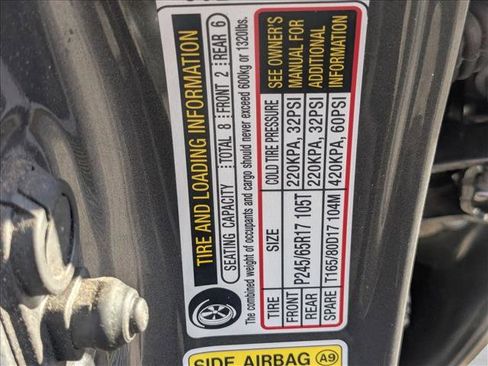 TIRE AND LOADING INFORMATION
SEATING CAPACITY TOTAL 8 FRONT 2 REAR 6
The combined weight of occupants and cargo should never exceed 600kg or 1320lbs.
TIRE SIZE COLD TIRE PRESSURE
FRONT P245/65R17 105T 220KPA, 32PSI
REAR 220KPA, 32PSI
SPARE T165/80D17 104M 420KPA, 60PSI
SEE OWNER'S
MANUAL FOR
ADDITIONAL
INFORMATION
SIDE AIRBAG A9